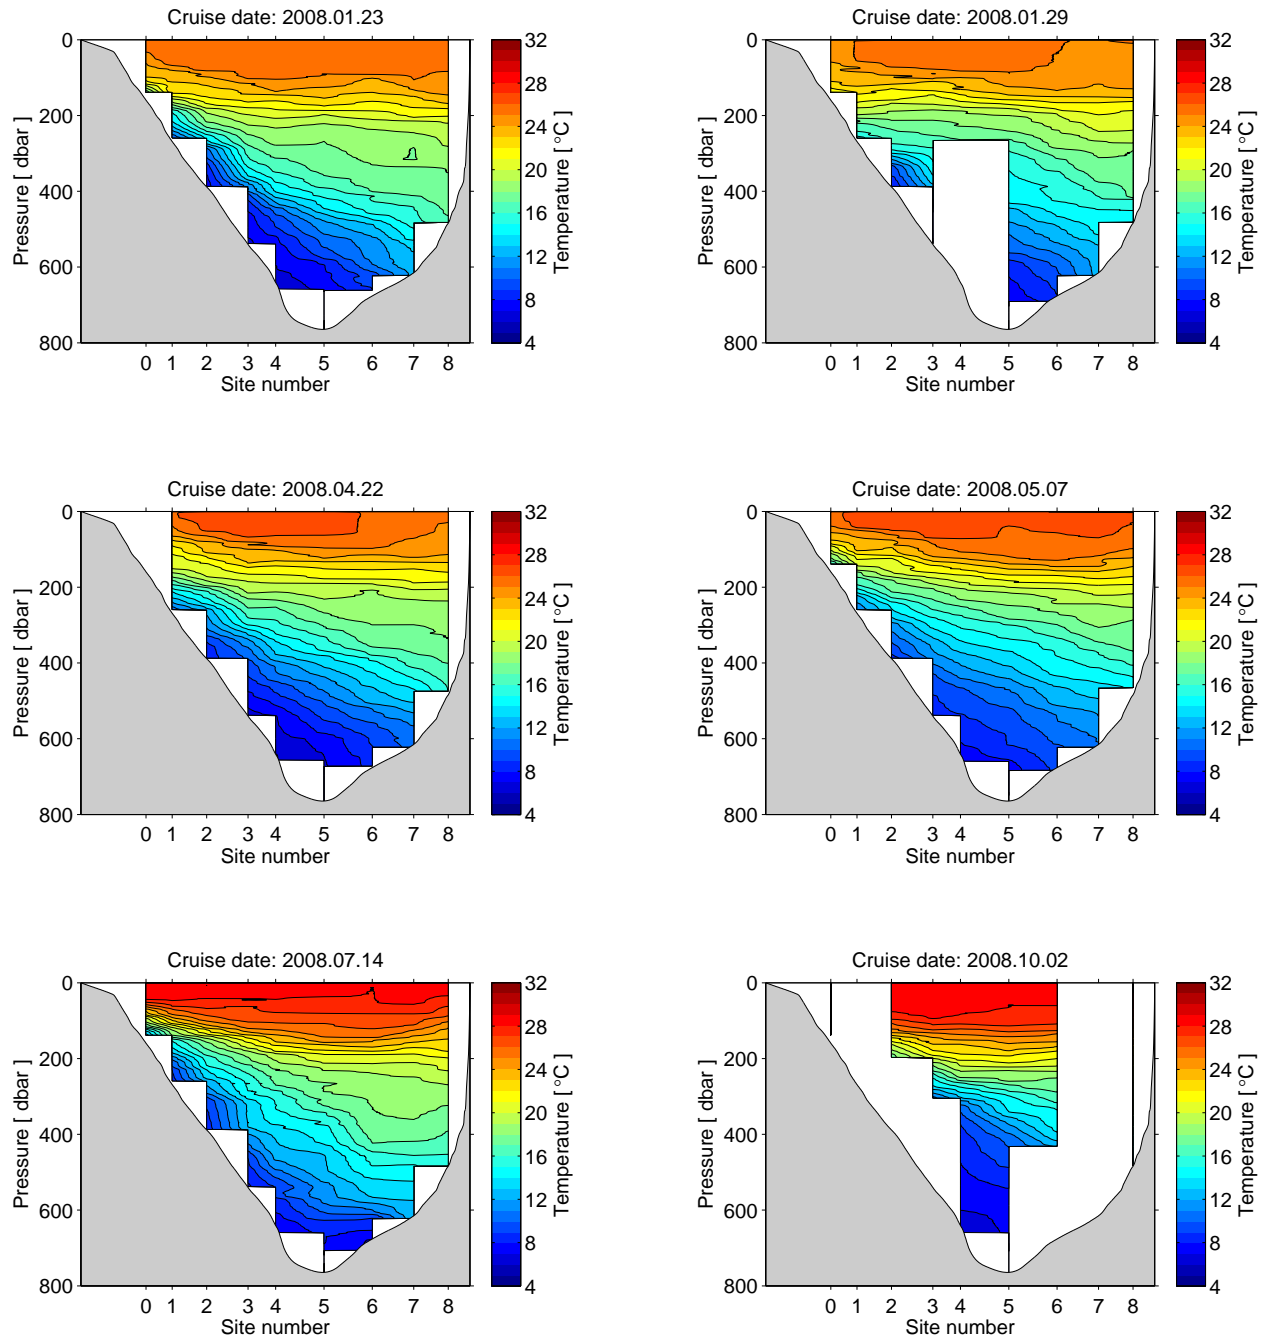 Cruise date: 2008.01.23
0
200
400
600
800
Pressure [ dbar ]
0 1 2 3 4 5 6 7 8
Site number
32
28
24
20
16
12
8
4
Temperature [ °C ]
Cruise date: 2008.01.29
0
200
400
600
800
Pressure [ dbar ]
0 1 2 3 4 5 6 7 8
Site number
32
28
24
20
16
12
8
4
Temperature [ °C ]
Cruise date: 2008.04.22
0
200
400
600
800
Pressure [ dbar ]
0 1 2 3 4 5 6 7 8
Site number
32
28
24
20
16
12
8
4
Temperature [ °C ]
Cruise date: 2008.05.07
0
200
400
600
800
Pressure [ dbar ]
0 1 2 3 4 5 6 7 8
Site number
32
28
24
20
16
12
8
4
Temperature [ °C ]
Cruise date: 2008.07.14
0
200
400
600
800
Pressure [ dbar ]
0 1 2 3 4 5 6 7 8
Site number
32
28
24
20
16
12
8
4
Temperature [ °C ]
Cruise date: 2008.10.02
0
200
400
600
800
Pressure [ dbar ]
0 1 2 3 4 5 6 7 8
Site number
32
28
24
20
16
12
8
4
Temperature [ °C ]